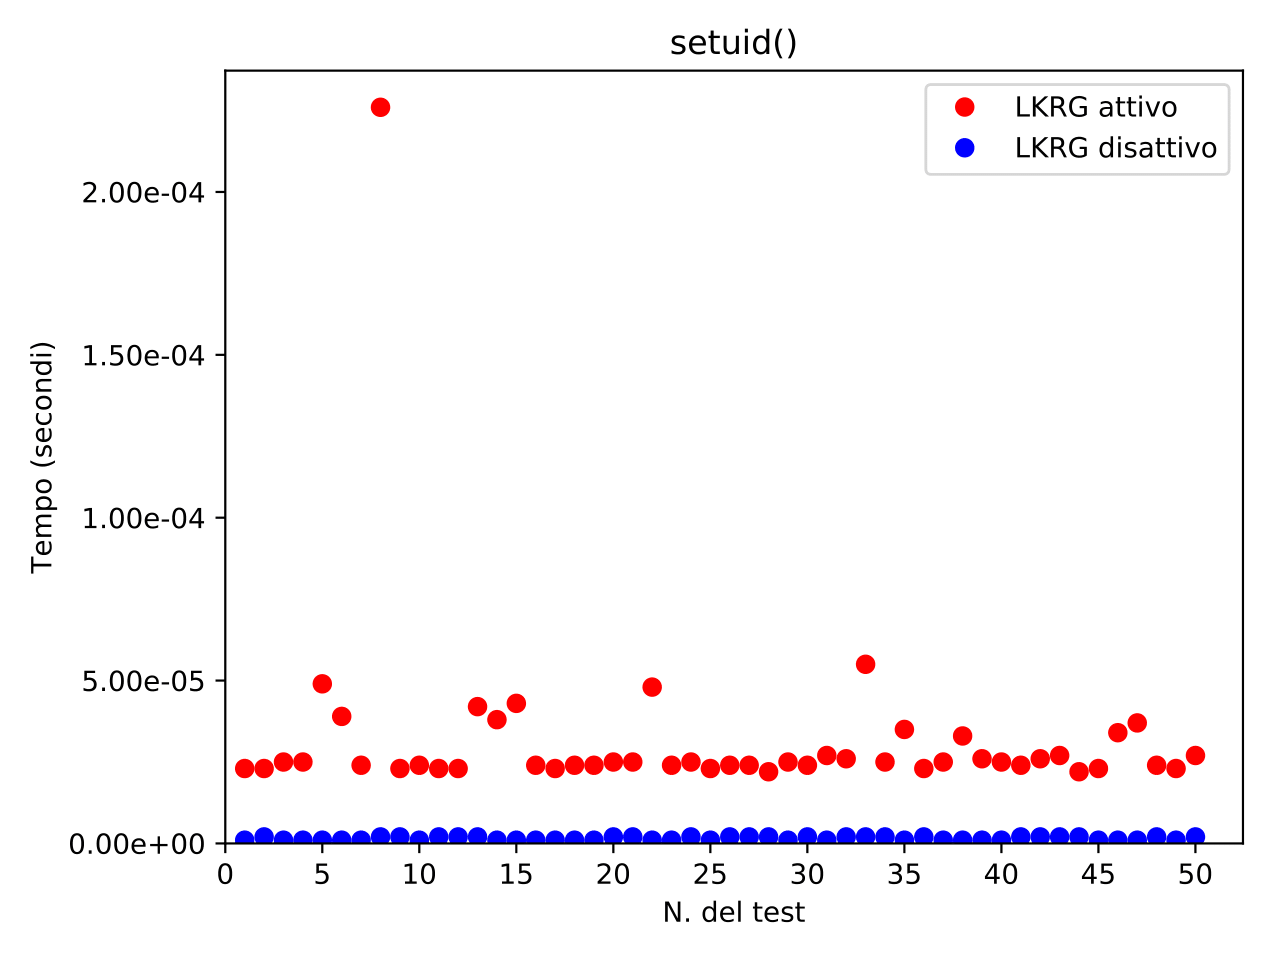 setuid()
LKRG attivo
LKRG disattivo
2.00e-04
1.50e-04
1.00e-04
5.00e-05
0.00e+00
Tempo (secondi)
0 5 10 15 20 25 30 35 40 45 50
N. del test